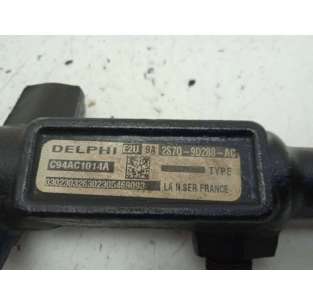 DELPHI E2U 9A 2S7Q-9D280-AC
C94AC1014A TYPE
LA N.SER FRANCE